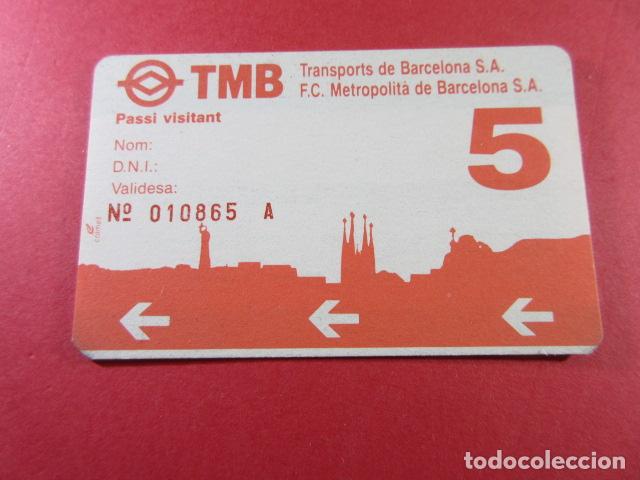 TMB
Transports de Barcelona S.A.
F.C. Metropolità de Barcelona S.A.
Passi visitant
5
Nom:
D.N.I.:
Validesa:
Nº 010865 A
todocoleccion